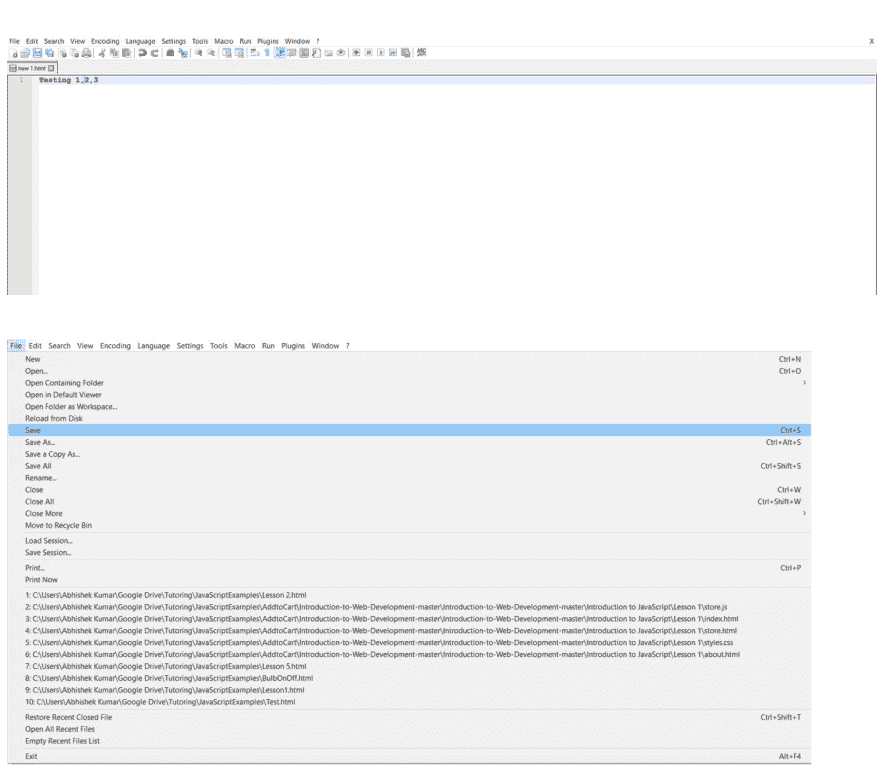 File Edit Search View Encoding Language Settings Tools Macro Run Plugins Window ? X
new 1.html
1 Testing 1,2,3
File Edit Search View Encoding Language Settings Tools Macro Run Plugins Window ?
New Ctrl+N
Open... Ctrl+O
Open Containing Folder >
Open in Default Viewer
Open Folder as Workspace...
Reload from Disk
Save Ctrl+S
Save As... Ctrl+Alt+S
Save a Copy As...
Save All Ctrl+Shift+S
Rename...
Close Ctrl+W
Close All Ctrl+Shift+W
Close More >
Move to Recycle Bin
Load Session...
Save Session...
Print... Ctrl+P
Print Now
1: C:\Users\Abhishek Kumar\Google Drive\Tutoring\JavaScriptExamples\Lesson 2.html
2: C:\Users\Abhishek Kumar\Google Drive\Tutoring\JavaScriptExamples\AddtoCart\Introduction-to-Web-Development-master\Introduction-to-Web-Development-master\Introduction to JavaScript\Lesson 1\store.js
3: C:\Users\Abhishek Kumar\Google Drive\Tutoring\JavaScriptExamples\AddtoCart\Introduction-to-Web-Development-master\Introduction-to-Web-Development-master\Introduction to JavaScript\Lesson 1\index.html
4: C:\Users\Abhishek Kumar\Google Drive\Tutoring\JavaScriptExamples\AddtoCart\Introduction-to-Web-Development-master\Introduction-to-Web-Development-master\Introduction to JavaScript\Lesson 1\store.html
5: C:\Users\Abhishek Kumar\Google Drive\Tutoring\JavaScriptExamples\AddtoCart\Introduction-to-Web-Development-master\Introduction-to-Web-Development-master\Introduction to JavaScript\Lesson 1\styles.css
6: C:\Users\Abhishek Kumar\Google Drive\Tutoring\JavaScriptExamples\AddtoCart\Introduction-to-Web-Development-master\Introduction-to-Web-Development-master\Introduction to JavaScript\Lesson 1\about.html
7: C:\Users\Abhishek Kumar\Google Drive\Tutoring\JavaScriptExamples\Lesson 5.html
8: C:\Users\Abhishek Kumar\Google Drive\Tutoring\JavaScriptExamples\BulbOnOff.html
9: C:\Users\Abhishek Kumar\Google Drive\Tutoring\JavaScriptExamples\Lesson1.html
10: C:\Users\Abhishek Kumar\Google Drive\Tutoring\JavaScriptExamples\Test.html
Restore Recent Closed File Ctrl+Shift+T
Open All Recent Files
Empty Recent Files List
Exit Alt+F4